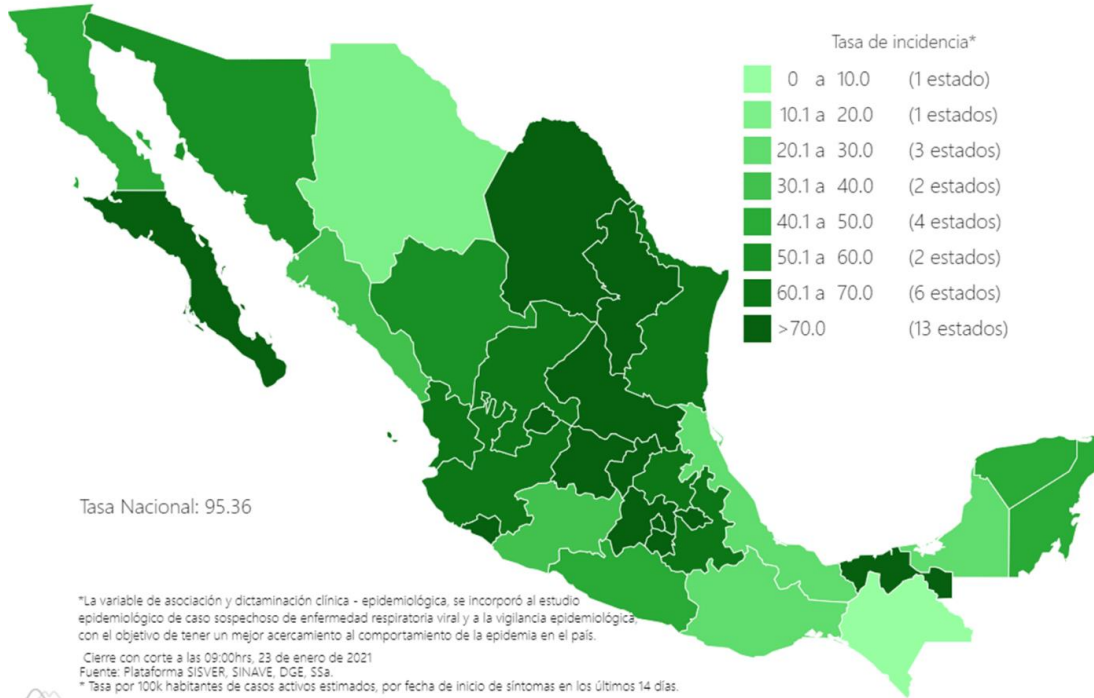 Tasa de incidencia*
0 a 10.0 (1 estado)
10.1 a 20.0 (1 estados)
20.1 a 30.0 (3 estados)
30.1 a 40.0 (2 estados)
40.1 a 50.0 (4 estados)
50.1 a 60.0 (2 estados)
60.1 a 70.0 (6 estados)
>70.0 (13 estados)
Tasa Nacional: 95.36
*La variable de asociación y dictaminación clínica - epidemiológica, se incorporó al estudio
epidemiológico de caso sospechoso de enfermedad respiratoria viral y a la vigilancia epidemiológica,
con el objetivo de tener un mejor acercamiento al comportamiento de la epidemia en el país.
Cierre con corte a las 09:00hrs, 23 de enero de 2021
Fuente: Plataforma SISVER, SINAVE, DGE, SSa.
* Tasa por 100k habitantes de casos activos estimados, por fecha de inicio de síntomas en los últimos 14 días.